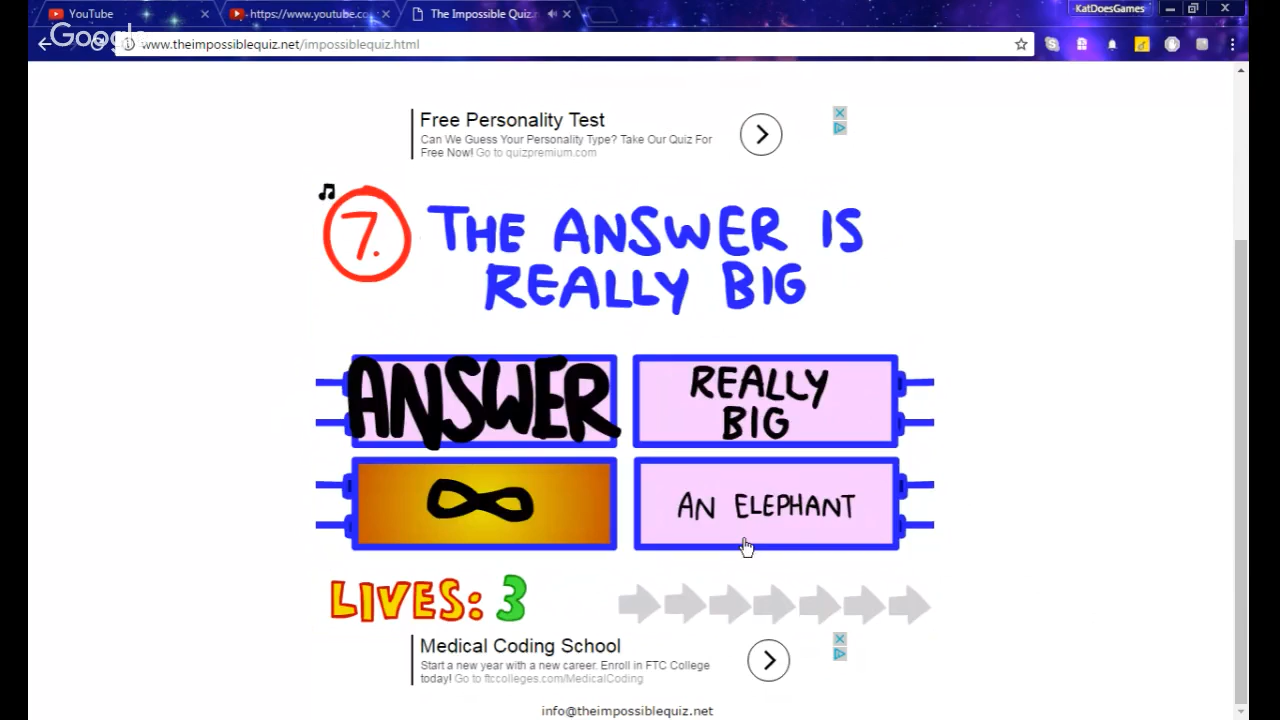 YouTube
https://www.youtube.co
The Impossible Quiz.n
KatDoesGames
Google
www.theimpossiblequiz.net/impossiblequiz.html
Free Personality Test
Can We Guess Your Personality Type? Take Our Quiz For
Free Now! Go to quizpremium.com
7.
THE ANSWER IS
REALLY BIG
ANSWER
REALLY
BIG
∞
AN ELEPHANT
LIVES: 3
Medical Coding School
Start a new year with a new career. Enroll in FTC College
today! Go to ftccolleges.com/MedicalCoding
info@theimpossiblequiz.net